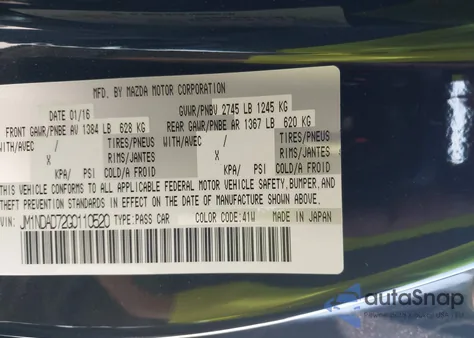 MFD. BY MAZDA MOTOR CORPORATION
DATE 01/16 GVWR/PNBV 2745 LB 1245 KG
FRONT GAWR/PNBE AV 1384 LB 628 KG REAR GAWR/PNBE AR 1367 LB 620 KG
WITH/AVEC / TIRES/PNEUS WITH/AVEC / TIRES/PNEUS
X RIMS/JANTES X RIMS/JANTES
KPA/ PSI COLD/A FROID KPA/ PSI COLD/A FROID
THIS VEHICLE CONFORMS TO ALL APPLICABLE FEDERAL MOTOR VEHICLE SAFETY, BUMPER, AND
THEFT PREVENTION STANDARDS IN EFFECT ON THE DATE OF MANUFACTURE SHOWN ABOVE.
VIN: JM1NDAD72G0110520 TYPE: PASS CAR COLOR CODE: 41W MADE IN JAPAN
autoSnap